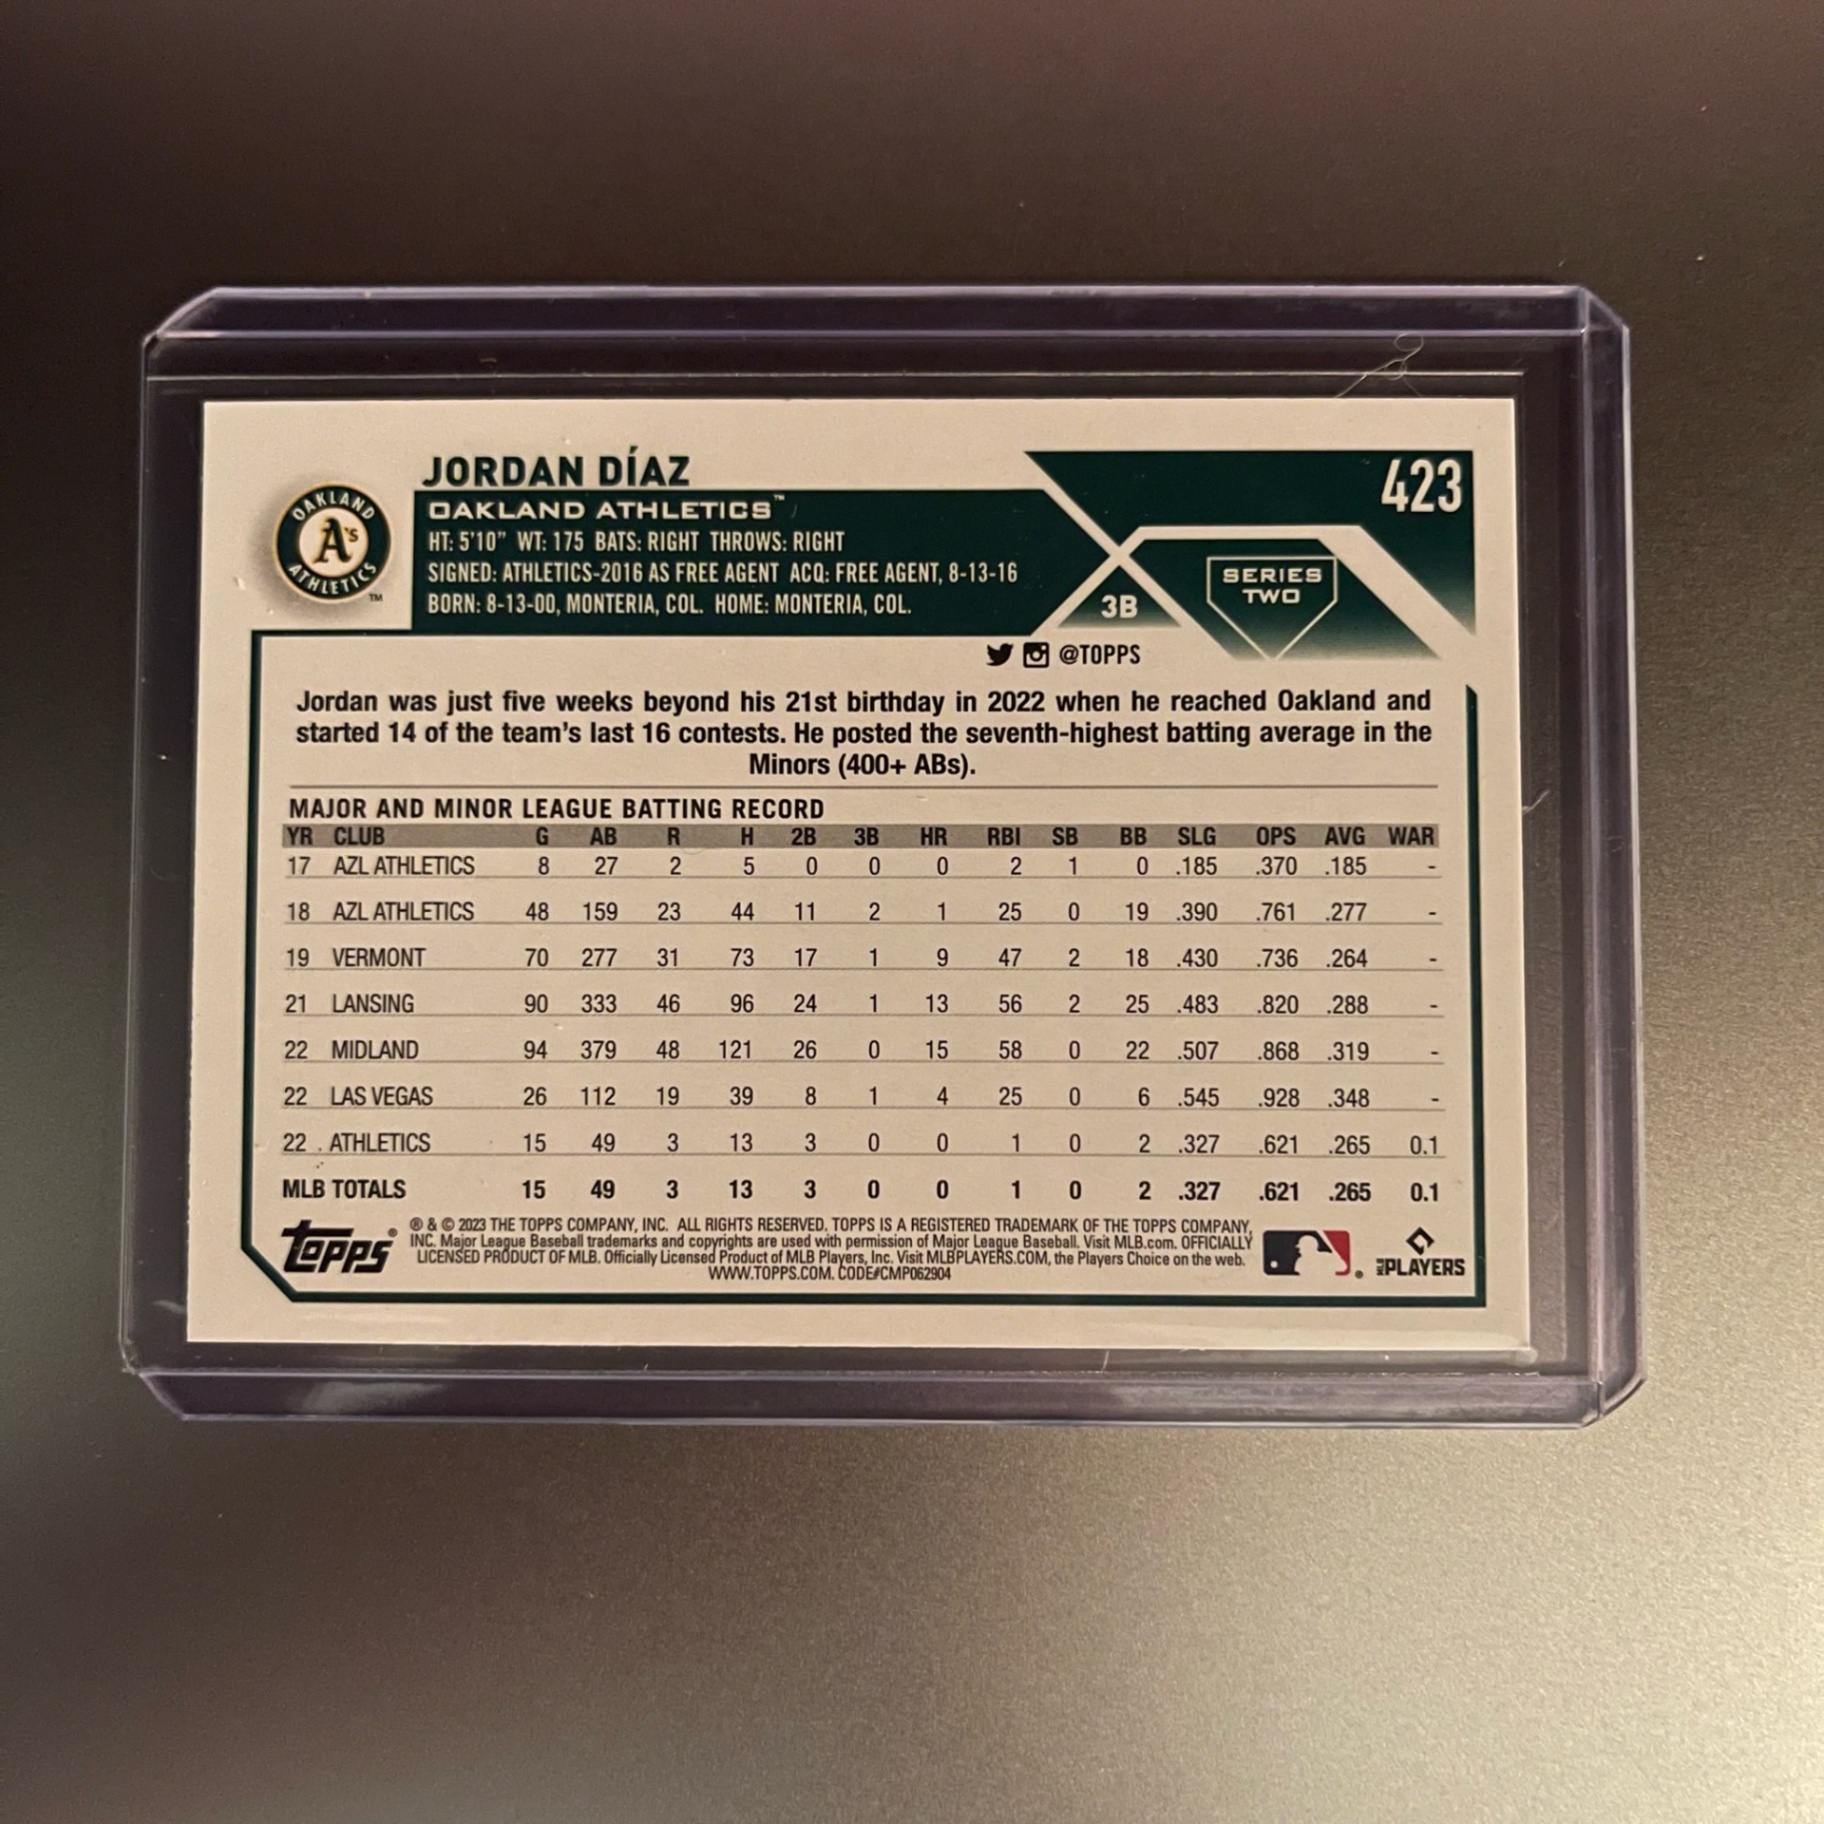 JORDAN DÍAZ
423
OAKLAND ATHLETICS™
HT: 5'10" WT: 175 BATS: RIGHT THROWS: RIGHT
SIGNED: ATHLETICS-2016 AS FREE AGENT ACQ: FREE AGENT, 8-13-16
BORN: 8-13-00, MONTERIA, COL. HOME: MONTERIA, COL.
OAKLAND
A's
ATHLETICS
TM
3B
SERIES
TWO
@TOPPS
Jordan was just five weeks beyond his 21st birthday in 2022 when he reached Oakland and
started 14 of the team's last 16 contests. He posted the seventh-highest batting average in the
Minors (400+ ABs).
MAJOR AND MINOR LEAGUE BATTING RECORD
YR CLUB G AB R H 2B 3B HR RBI SB BB SLG OPS AVG WAR
17 AZL ATHLETICS 8 27 2 5 0 0 0 2 1 0 .185 .370 .185 -
18 AZL ATHLETICS 48 159 23 44 11 2 1 25 0 19 .390 .761 .277 -
19 VERMONT 70 277 31 73 17 1 9 47 2 18 .430 .736 .264 -
21 LANSING 90 333 46 96 24 1 13 56 2 25 .483 .820 .288 -
22 MIDLAND 94 379 48 121 26 0 15 58 0 22 .507 .868 .319 -
22 LAS VEGAS 26 112 19 39 8 1 4 25 0 6 .545 .928 .348 -
22 ATHLETICS 15 49 3 13 3 0 0 1 0 2 .327 .621 .265 0.1
MLB TOTALS 15 49 3 13 3 0 0 1 0 2 .327 .621 .265 0.1
topps®
® & © 2023 THE TOPPS COMPANY, INC. ALL RIGHTS RESERVED. TOPPS IS A REGISTERED TRADEMARK OF THE TOPPS COMPANY,
INC. Major League Baseball trademarks and copyrights are used with permission of Major League Baseball. Visit MLB.com. OFFICIALLY
LICENSED PRODUCT OF MLB. Officially Licensed Product of MLB Players, Inc. Visit MLBPLAYERS.COM, the Players Choice on the web.
WWW.TOPPS.COM. CODE#CMP062904
®
MLB PLAYERS